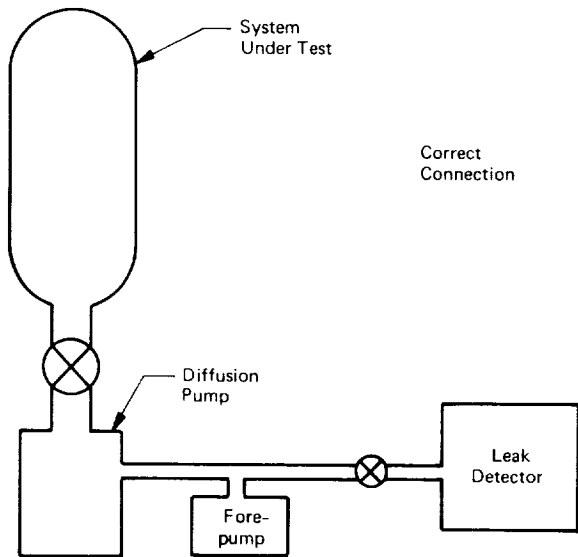 System
Under Test
Correct
Connection
Diffusion
Pump
Leak
Detector
Fore-
pump